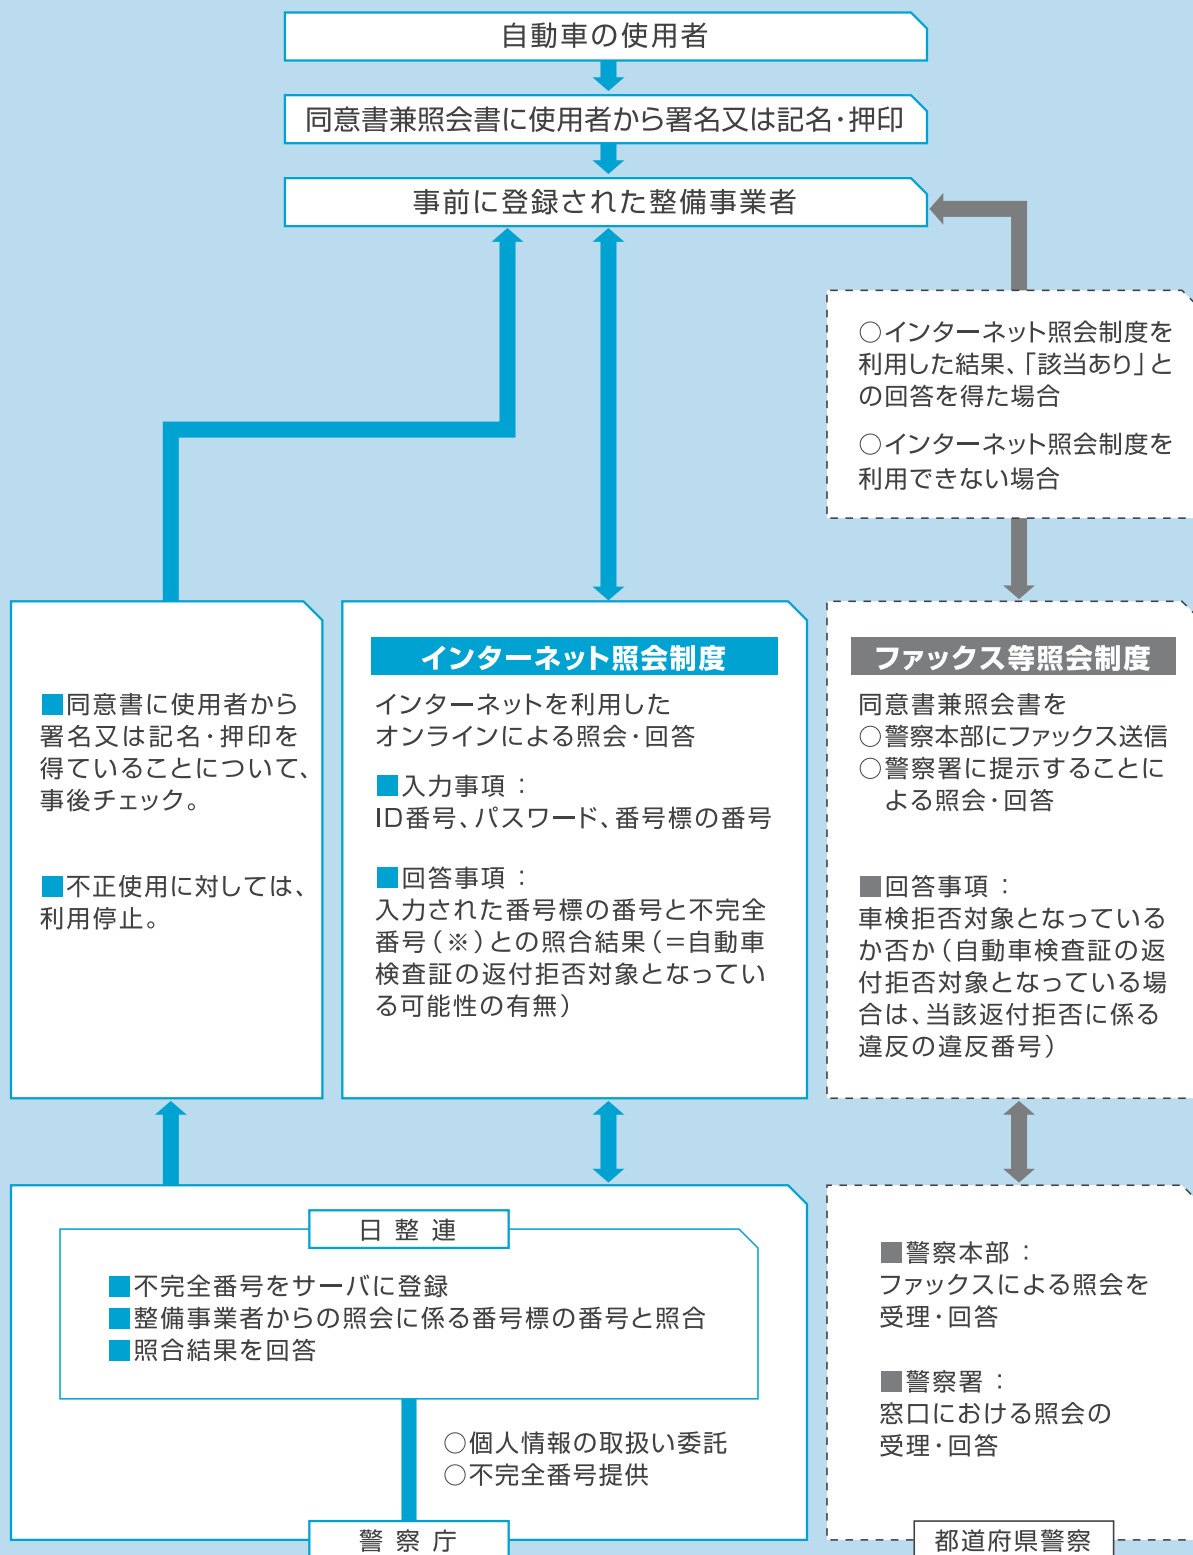 自動車の使用者
同意書兼照会書に使用者から署名又は記名・押印
事前に登録された整備事業者
○インターネット照会制度を
利用した結果、「該当あり」と
の回答を得た場合
○インターネット照会制度を
利用できない場合
■同意書に使用者から
署名又は記名・押印を
得ていることについて、
事後チェック。
■不正使用に対しては、
利用停止。
インターネット照会制度
インターネットを利用した
オンラインによる照会・回答
■入力事項：
ID番号、パスワード、番号標の番号
■回答事項：
入力された番号標の番号と不完全
番号（※）との照合結果（＝自動車
検査証の返付拒否対象となってい
る可能性の有無）
ファックス等照会制度
同意書兼照会書を
○警察本部にファックス送信
○警察署に提示することに
よる照会・回答
■回答事項：
車検拒否対象となっている
か否か（自動車検査証の返
付拒否対象となっている場
合は、当該返付拒否に係る
違反の違反番号）
日整連
■不完全番号をサーバに登録
■整備事業者からの照会に係る番号標の番号と照合
■照合結果を回答
○個人情報の取扱い委託
○不完全番号提供
警察庁
■警察本部：
ファックスによる照会を
受理・回答
■警察署：
窓口における照会の
受理・回答
都道府県警察